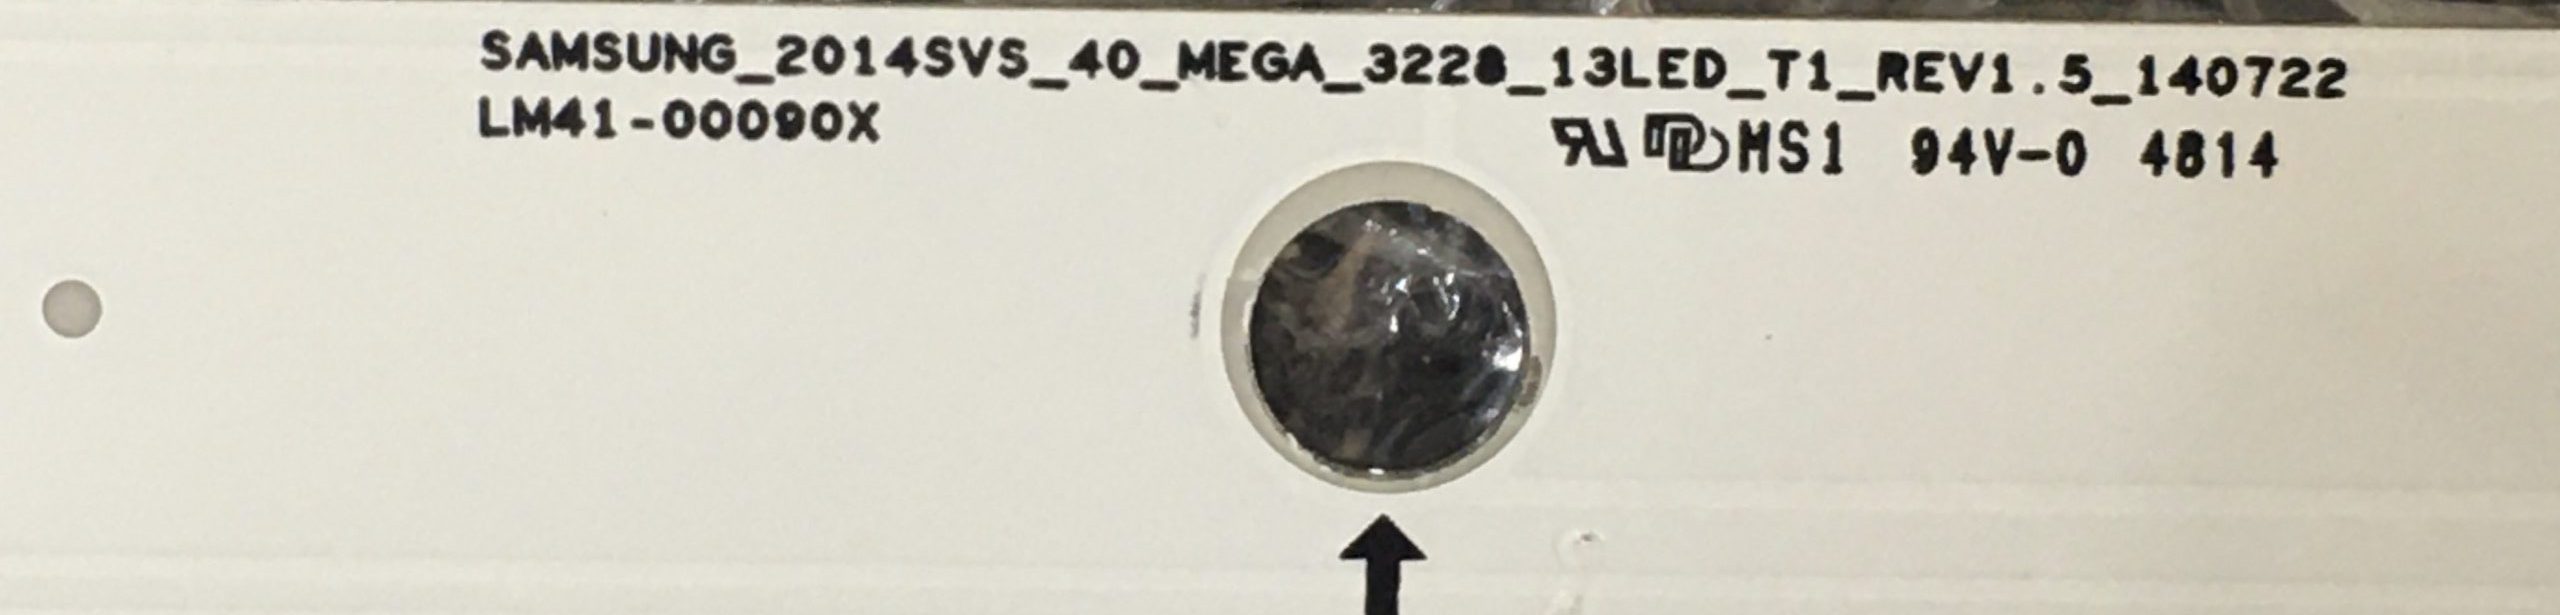 SAMSUNG_2014SVS_40_MEGA_3228_13LED_T1_REV1.5_140722
LM41-00090X
MS1 94V-0 4814